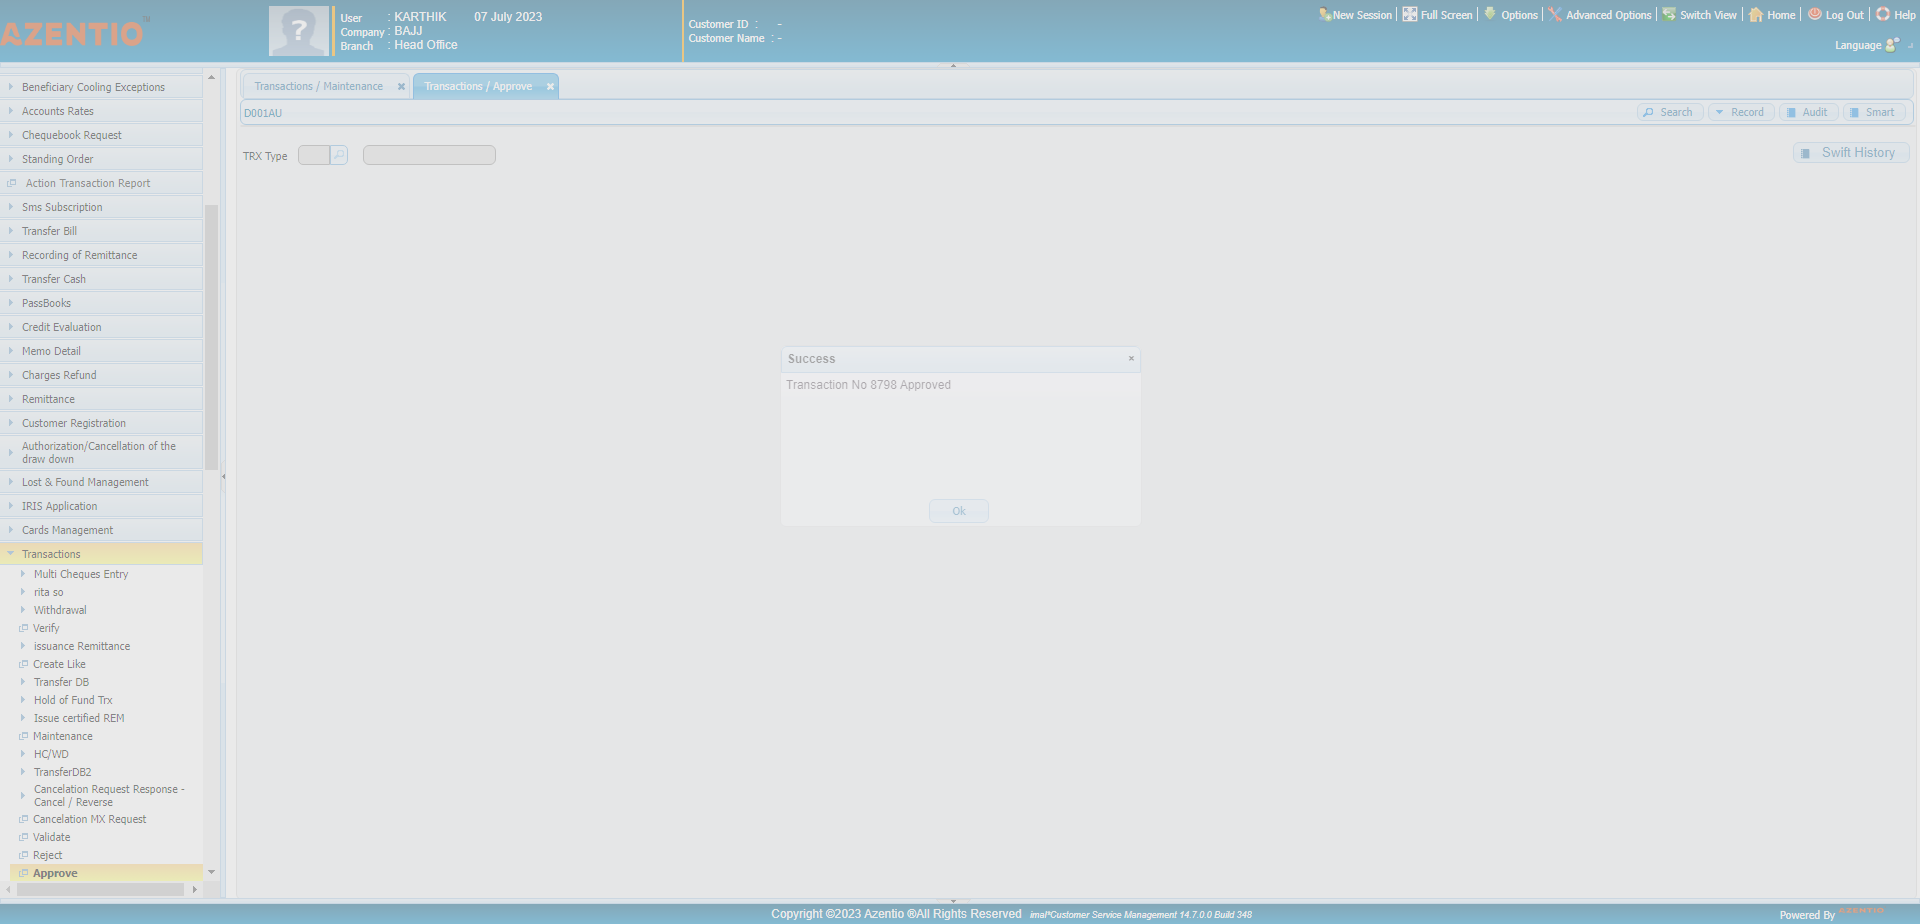 AZENTIO™
User : KARTHIK 07 July 2023
Company : BAJJ
Branch : Head Office
Customer ID : -
Customer Name : -
New Session Full Screen Options Advanced Options Switch View Home Log Out Help
Language
Beneficiary Cooling Exceptions
Accounts Rates
Chequebook Request
Standing Order
Action Transaction Report
Sms Subscription
Transfer Bill
Recording of Remittance
Transfer Cash
PassBooks
Credit Evaluation
Memo Detail
Charges Refund
Remittance
Customer Registration
Authorization/Cancellation of the
draw down
Lost & Found Management
IRIS Application
Cards Management
Transactions
Multi Cheques Entry
rita so
Withdrawal
Verify
issuance Remittance
Create Like
Transfer DB
Hold of Fund Trx
Issue certified REM
Maintenance
HC/WD
TransferDB2
Cancelation Request Response -
Cancel / Reverse
Cancelation MX Request
Validate
Reject
Approve
Transactions / Maintenance Transactions / Approve
D001AU Search Record Audit Smart
TRX Type Swift History
Success
Transaction No 8798 Approved
Ok
Copyright ©2023 Azentio ®All Rights Reserved imal®Customer Service Management 14.7.0.0 Build 348
Powered By AZENTIO